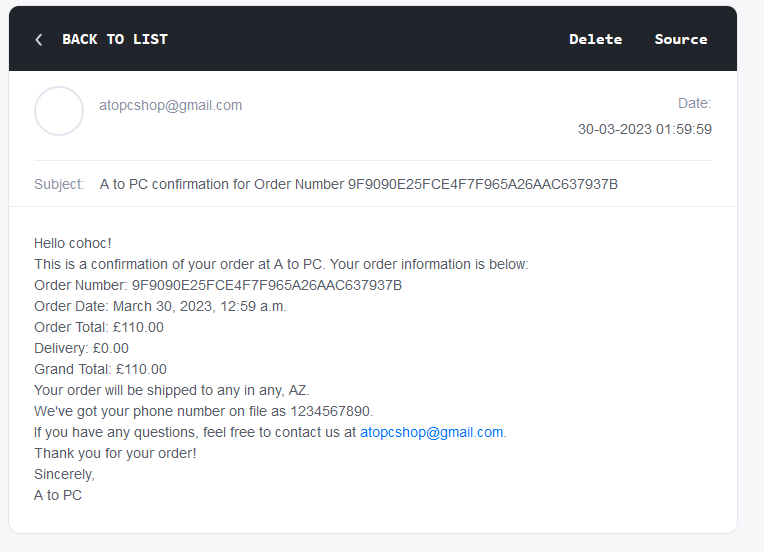 BACK TO LIST
Delete
Source
atopcshop@gmail.com
Date:
30-03-2023 01:59:59
Subject: A to PC confirmation for Order Number 9F9090E25FCE4F7F965A26AAC637937B
Hello cohoc!
This is a confirmation of your order at A to PC. Your order information is below:
Order Number: 9F9090E25FCE4F7F965A26AAC637937B
Order Date: March 30, 2023, 12:59 a.m.
Order Total: £110.00
Delivery: £0.00
Grand Total: £110.00
Your order will be shipped to any in any, AZ.
We've got your phone number on file as 1234567890.
If you have any questions, feel free to contact us at atopcshop@gmail.com.
Thank you for your order!
Sincerely,
A to PC